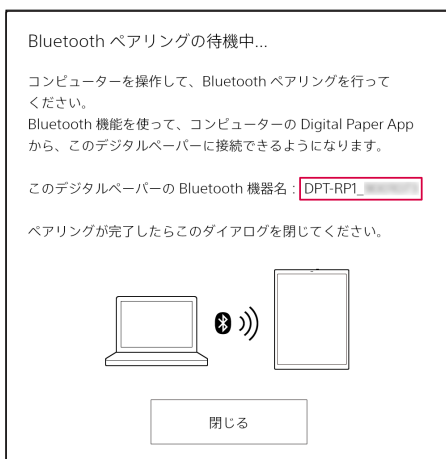 Bluetooth ペアリングの待機中...
コンピューターを操作して、Bluetooth ペアリングを行って
ください。
Bluetooth 機能を使って、コンピューターの Digital Paper App
から、このデジタルペーパーに接続できるようになります。
このデジタルペーパーの Bluetooth 機器名 : DPT-RP1_
ペアリングが完了したらこのダイアログを閉じてください。
閉じる